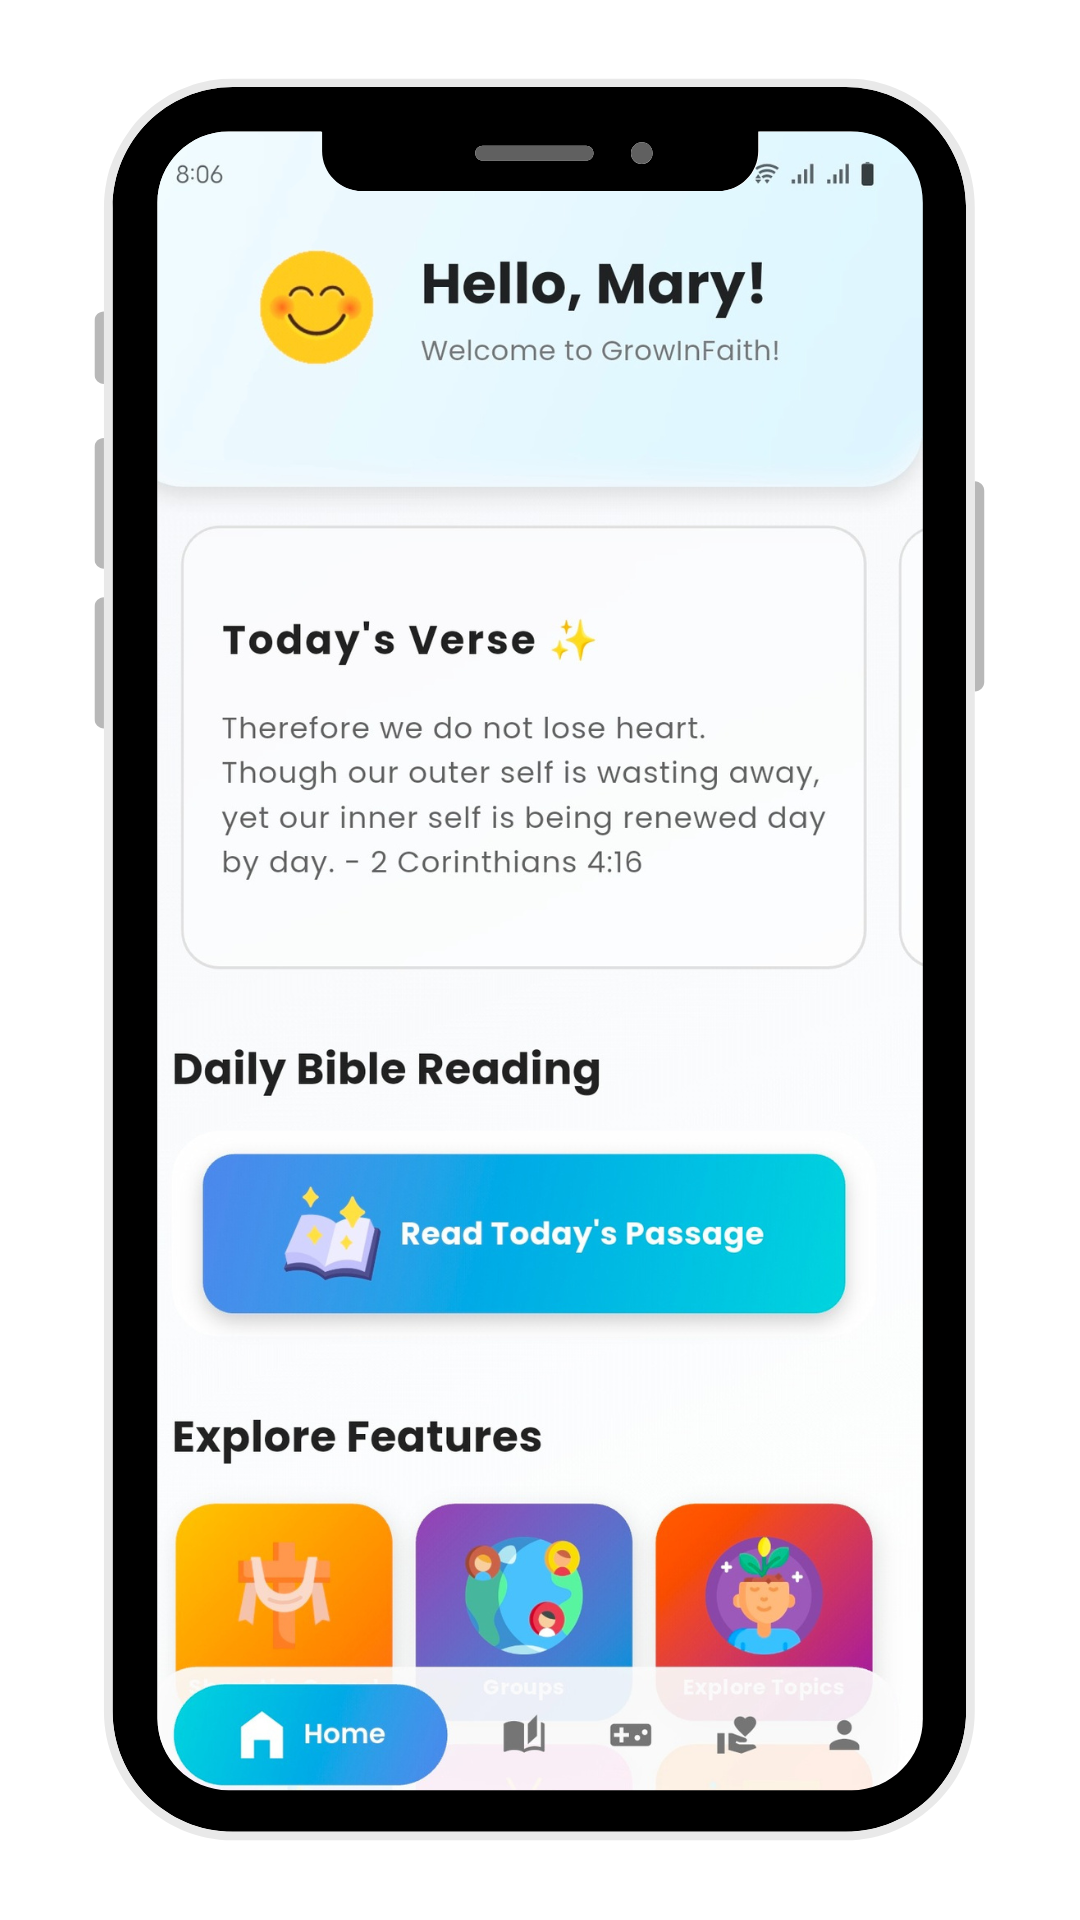 8:06
Hello, Mary!
Welcome to GrowInFaith!
Today's Verse ✨
Therefore we do not lose heart.
Though our outer self is wasting away,
yet our inner self is being renewed day
by day. - 2 Corinthians 4:16
Daily Bible Reading
Read Today's Passage
Explore Features
Groups
Explore Topics
Home